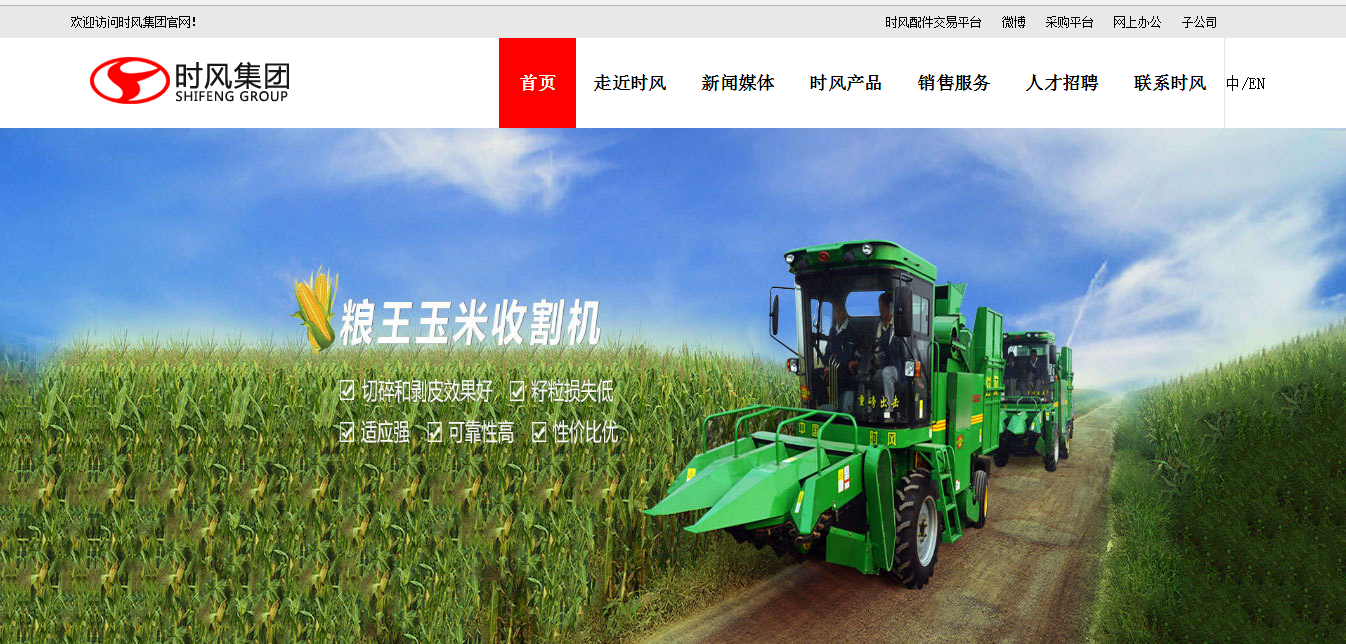 欢迎访问时风集团官网!
时风配件交易平台 微博 采购平台 网上办公 子公司
时风集团
SHIFENG GROUP
首页 走近时风 新闻媒体 时风产品 销售服务 人才招聘 联系时风 中/EN
粮王玉米收割机
切碎和剥皮效果好 籽粒损失低
适应强 可靠性高 性价比优
重磅出击
中国时风